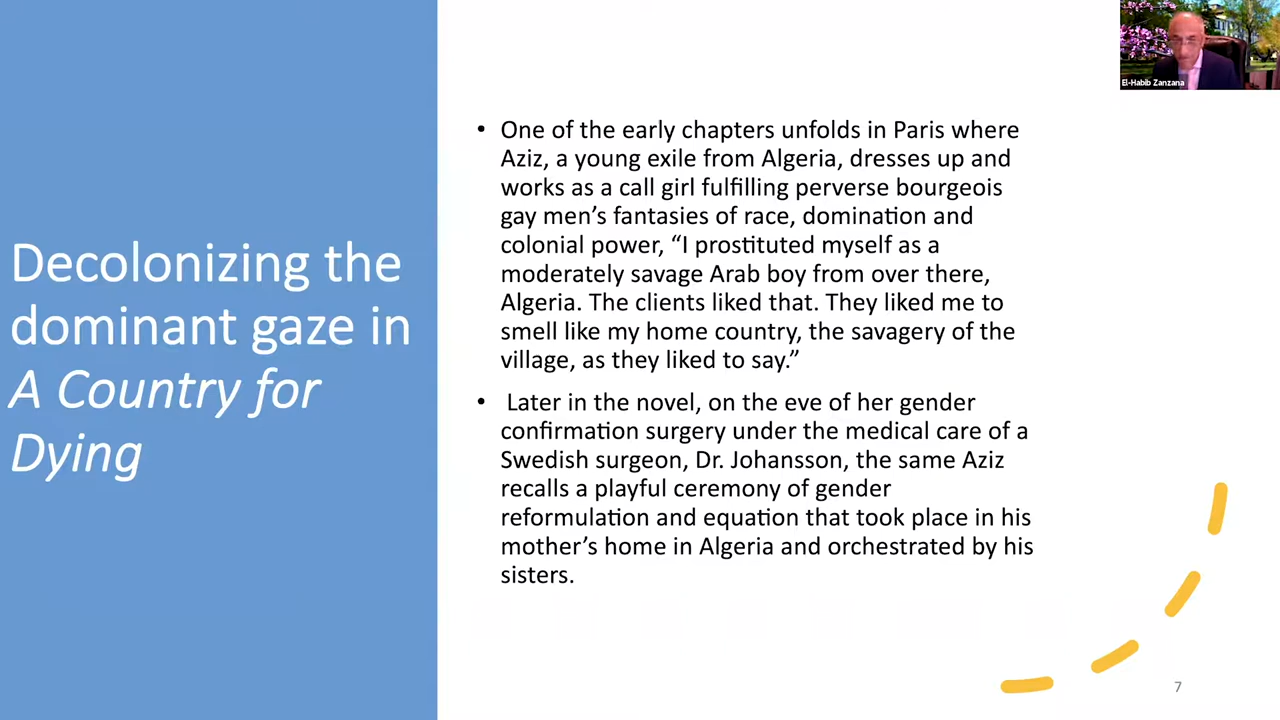 El-Habib Zanzana
Decolonizing the
dominant gaze in
A Country for
Dying
• One of the early chapters unfolds in Paris where
Aziz, a young exile from Algeria, dresses up and
works as a call girl fulfilling perverse bourgeois
gay men’s fantasies of race, domination and
colonial power, “I prostituted myself as a
moderately savage Arab boy from over there,
Algeria. The clients liked that. They liked me to
smell like my home country, the savagery of the
village, as they liked to say.”
• Later in the novel, on the eve of her gender
confirmation surgery under the medical care of a
Swedish surgeon, Dr. Johansson, the same Aziz
recalls a playful ceremony of gender
reformulation and equation that took place in his
mother’s home in Algeria and orchestrated by his
sisters.
7